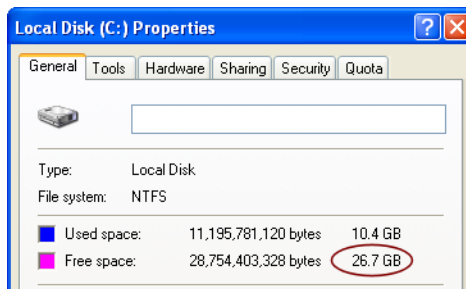 Local Disk (C:) Properties
General Tools Hardware Sharing Security Quota
Type: Local Disk
File system: NTFS
Used space: 11,195,781,120 bytes 10.4 GB
Free space: 28,754,403,328 bytes 26.7 GB